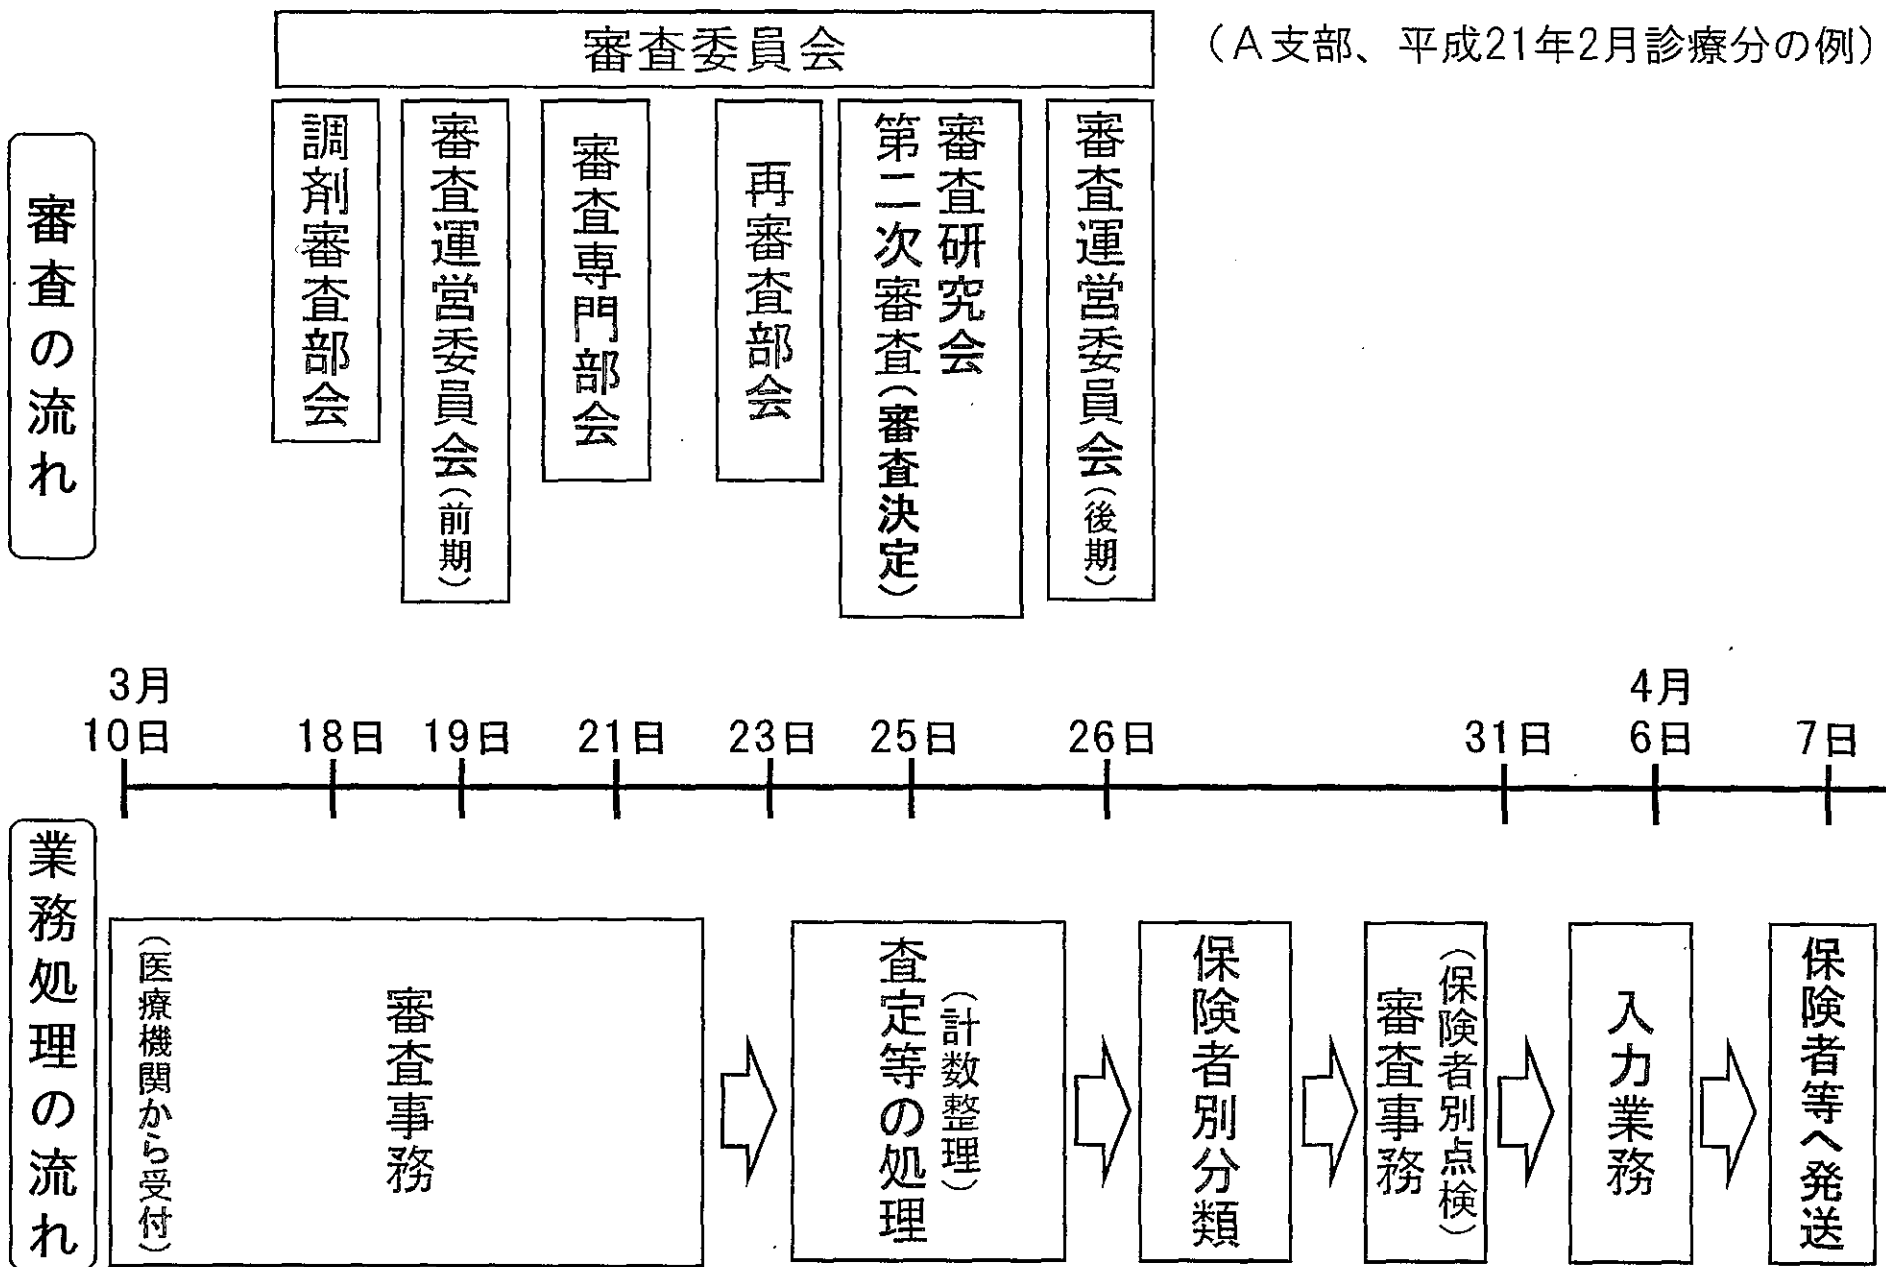 審査委員会
（A支部、平成21年2月診療分の例）
審査の流れ
調剤審査部会
審査運営委員会（前期）
審査専門部会
再審査部会
審査研究会
第二次審査（審査決定）
審査運営委員会（後期）
3月
4月
10日
18日
19日
21日
23日
25日
26日
31日
6日
7日
業務処理の流れ
（医療機関から受付）
審査事務
査定等の処理
（計数整理）
保険者別分類
（保険者別点検）
審査事務
入力業務
保険者等へ発送